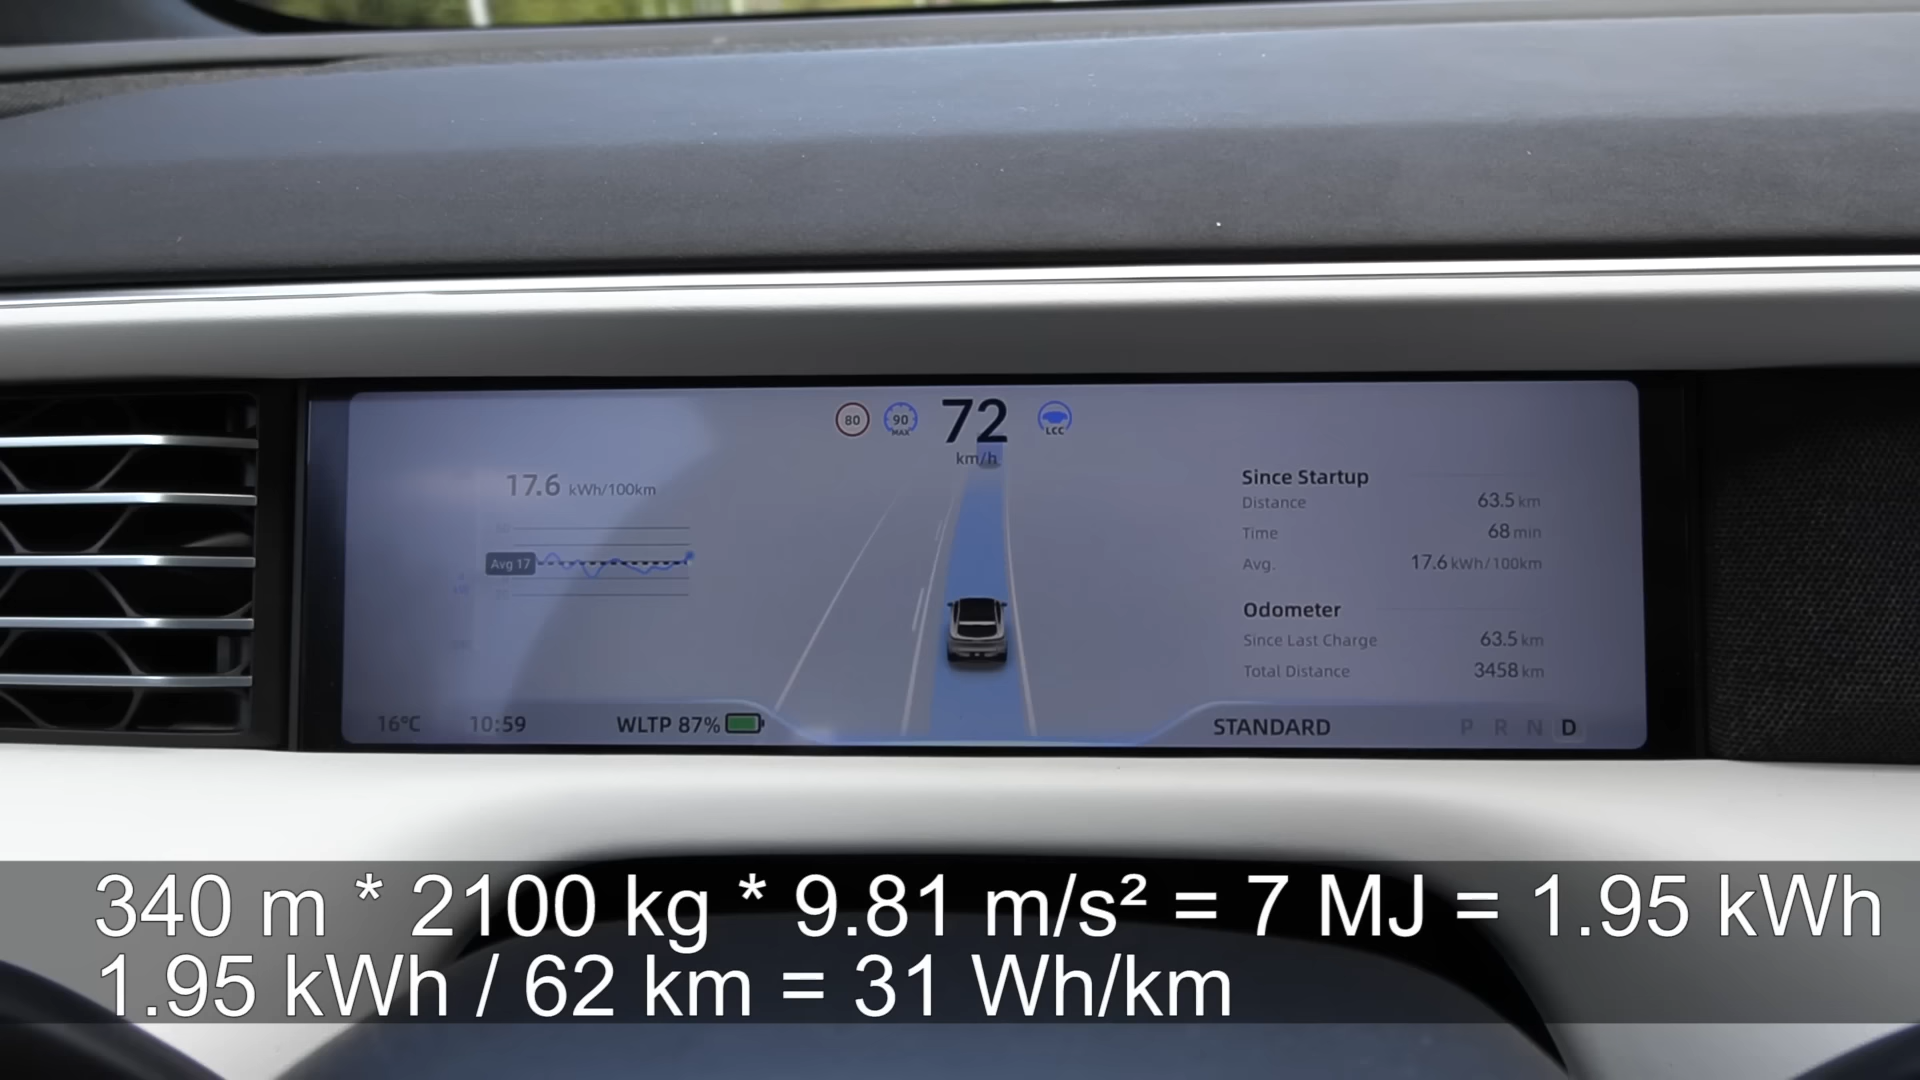 80
90
MAX
72
km/h
LCC
17.6 kWh/100km
Avg 17
Since Startup
Distance 63.5 km
Time 68 min
Avg. 17.6 kWh/100km
Odometer
Since Last Charge 63.5 km
Total Distance 3458 km
16°C 10:59 WLTP 87% STANDARD P R N D
340 m * 2100 kg * 9.81 m/s² = 7 MJ = 1.95 kWh
1.95 kWh / 62 km = 31 Wh/km